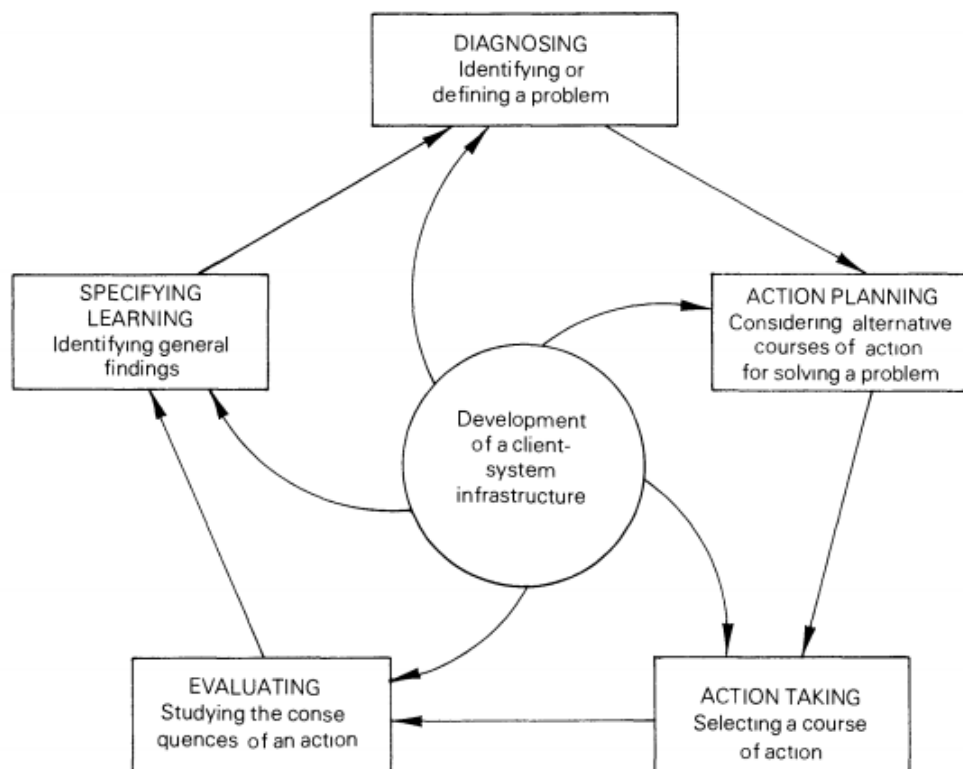 DIAGNOSING
Identifying or
defining a problem
SPECIFYING
LEARNING
Identifying general
findings
ACTION PLANNING
Considering alternative
courses of action
for solving a problem
Development
of a client-
system
infrastructure
EVALUATING
Studying the conse
quences of an action
ACTION TAKING
Selecting a course
of action